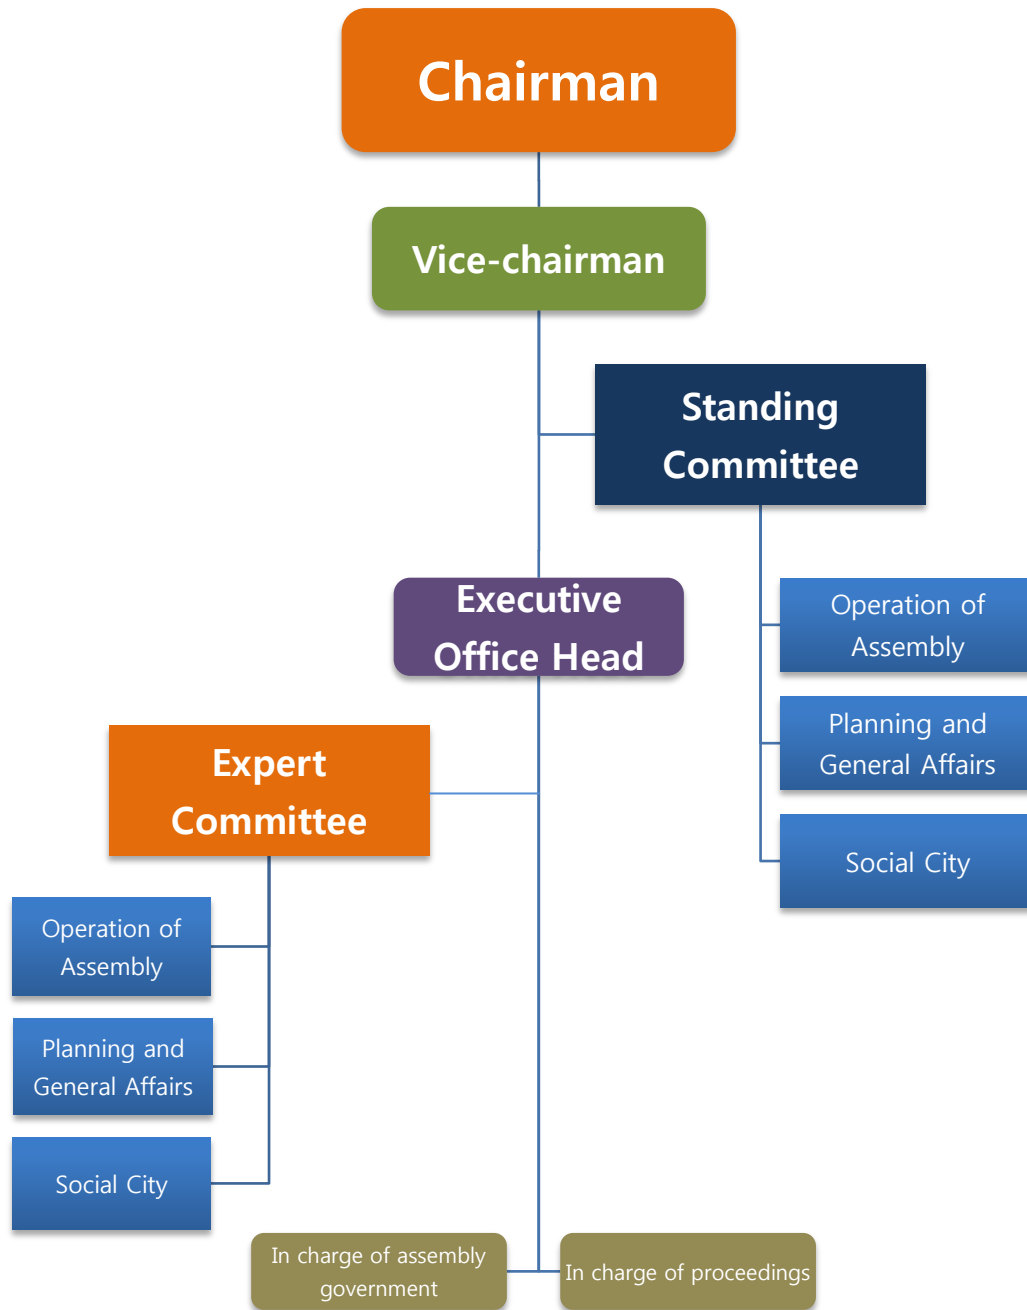 Chairman
Vice-chairman
Standing
Committee
Executive
Office Head
Operation of
Assembly
Planning and
General Affairs
Social City
Expert
Committee
Operation of
Assembly
Planning and
General Affairs
Social City
In charge of assembly
government
In charge of proceedings